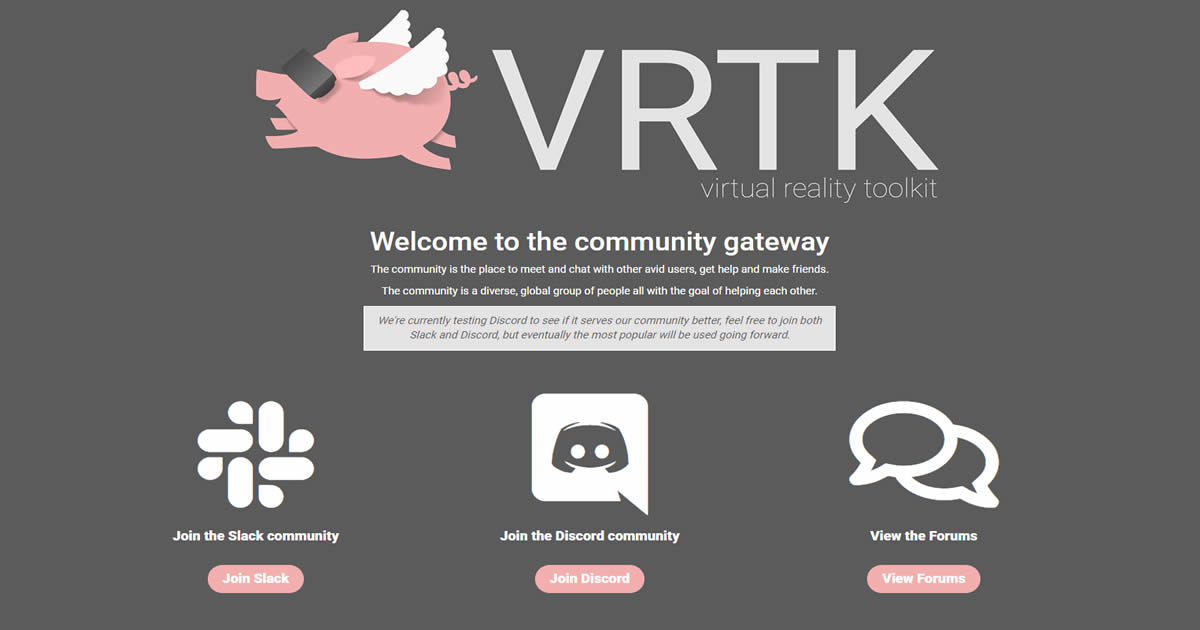 VRTK
virtual reality toolkit
Welcome to the community gateway
The community is the place to meet and chat with other avid users, get help and make friends.
The community is a diverse, global group of people all with the goal of helping each other.
We're currently testing Discord to see if it serves our community better, feel free to join both
Slack and Discord, but eventually the most popular will be used going forward.
Join the Slack community
Join Slack
Join the Discord community
Join Discord
View the Forums
View Forums